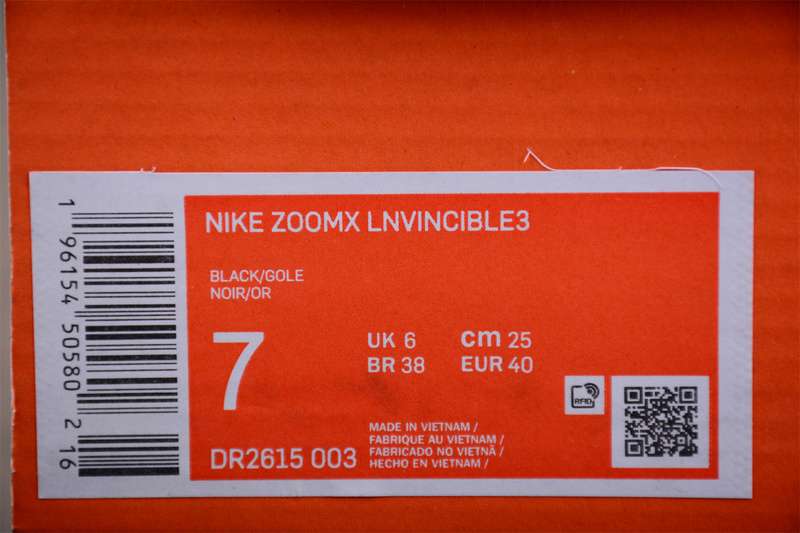 NIKE ZOOMX LNVINCIBLE3
BLACK/GOLE
NOIR/OR
7
UK 6 cm 25
BR 38 EUR 40
RFID
DR2615 003
MADE IN VIETNAM /
FABRIQUE AU VIETNAM /
FABRICADO NO VIETNÃ /
HECHO EN VIETNAM /
1 96154 50580 2 16